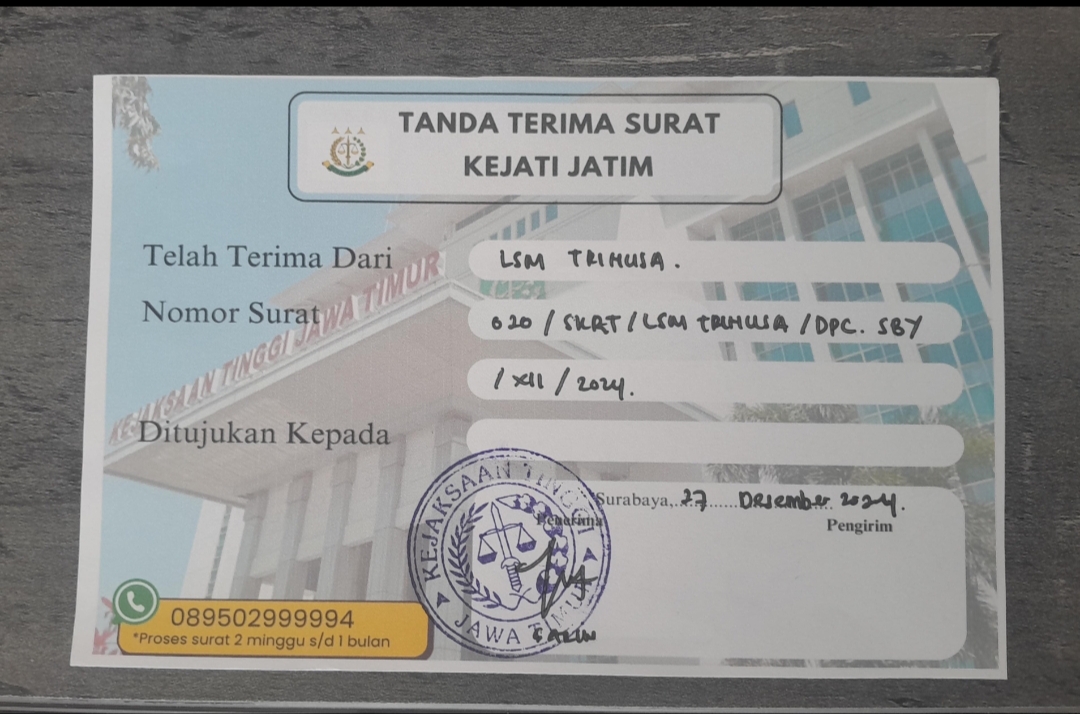 TANDA TERIMA SURAT
KEJATI JATIM
KEJAKSAAN TINGGI JAWA TIMUR
Telah Terima Dari LSM TRIHUSA.
Nomor Surat 020 / SKRT / LSM TRIHUSA / DPC. SBY
/ XII / 2024.
Ditujukan Kepada
Surabaya, 27 Desember 2024.
Penerima Pengirim
KEJAKSAAN TINGGI
JAWA TIMUR
089502999994
*Proses surat 2 minggu s/d 1 bulan